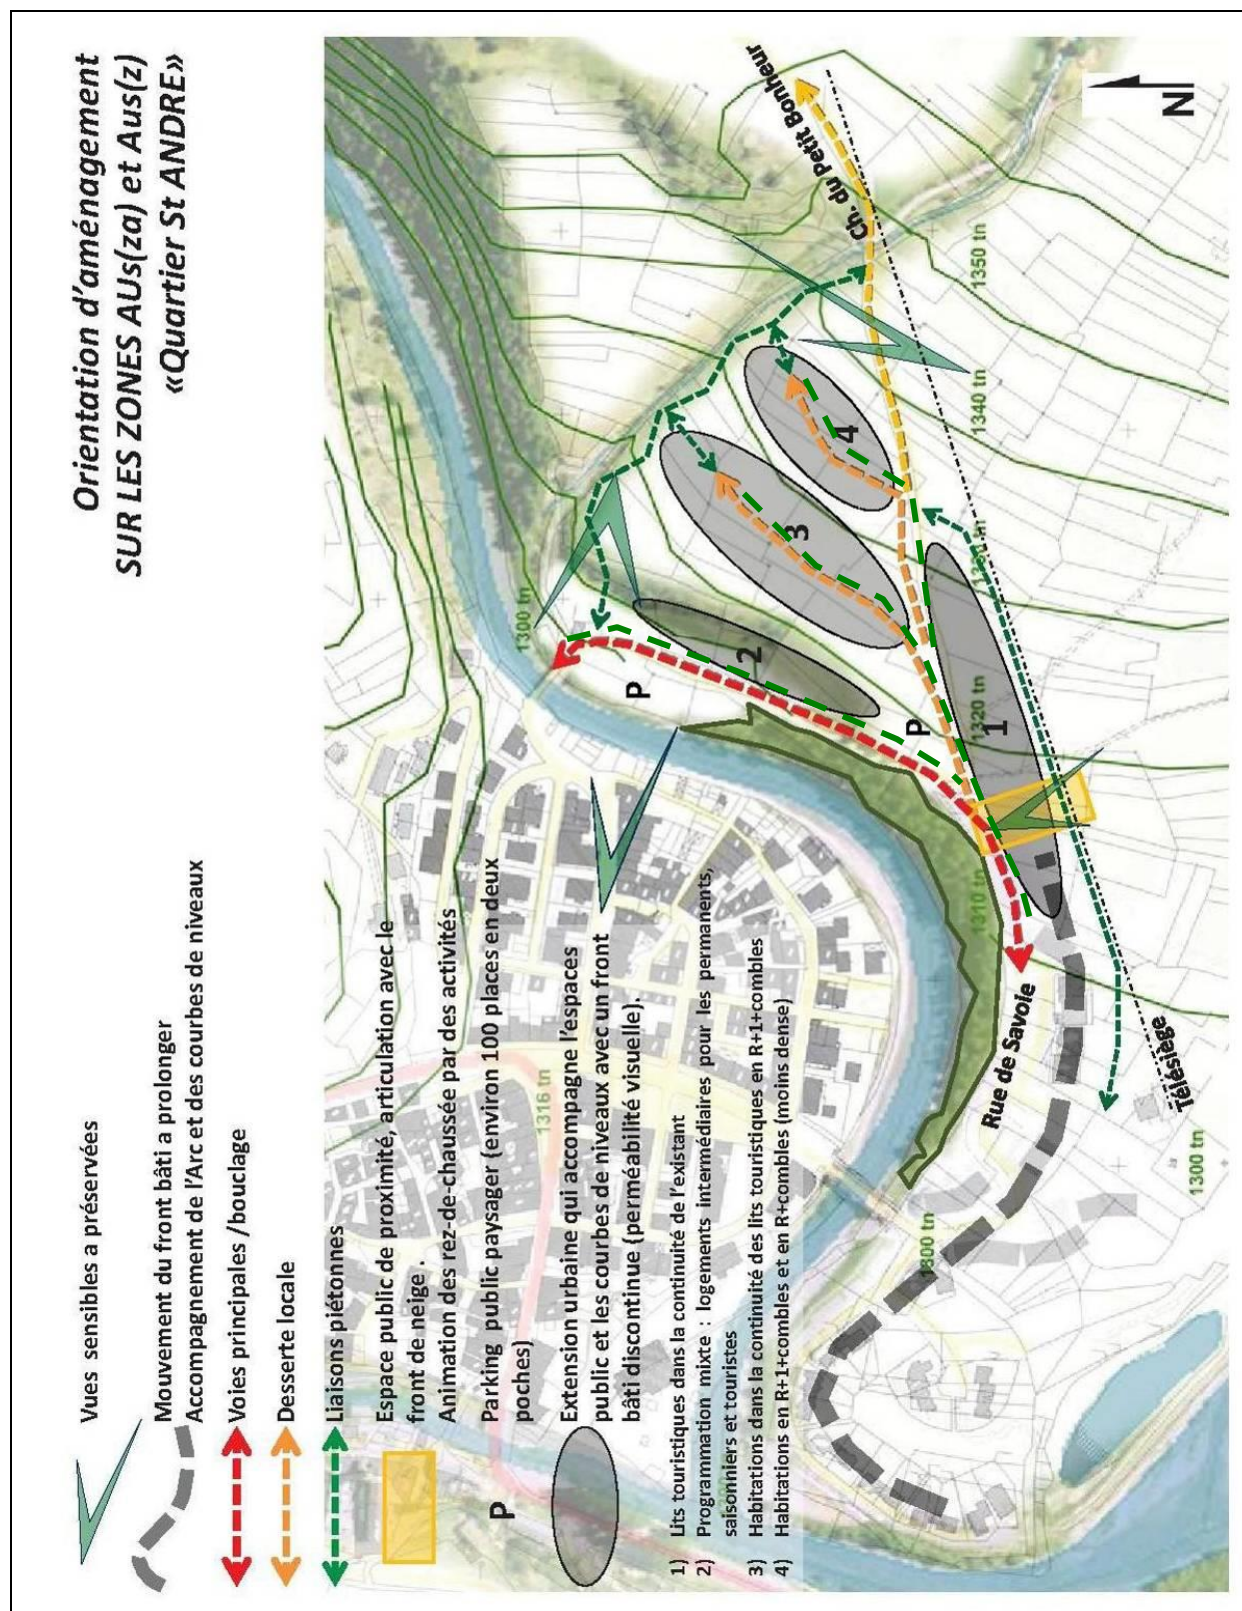 Orientation d'aménagement
SUR LES ZONES AUs(za) et Aus(z)
«Quartier St ANDRE»
Vues sensibles a préservées
Mouvement du front bâti a prolonger
Accompagnement de l'Arc et des courbes de niveaux
Voies principales /bouclage
Desserte locale
Liaisons piétonnes
Espace public de proximité, articulation avec le
front de neige .
Animation des rez-de-chaussée par des activités
P
Parking public paysager (environ 100 places en deux
poches)
Extension urbaine qui accompagne l'espaces
public et les courbes de niveaux avec un front
bâti discontinue (perméabilité visuelle).
1) Lits touristiques dans la continuité de l'existant
2) Programmation mixte : logements intermédiaires pour les permanents,
saisonniers et touristes
3) Habitations dans la continuité des lits touristiques en R+1+combles
4) Habitations en R+1+combles et en R+combles (moins dense)
1316 tn
1300 tn
P
2
3
4
P
1320 tn
1
1310 tn
Rue de Savoie
1300 tn
1300 tn
Télésiège
1340 tn
1350 tn
Ch. du Petit Bonheur
N